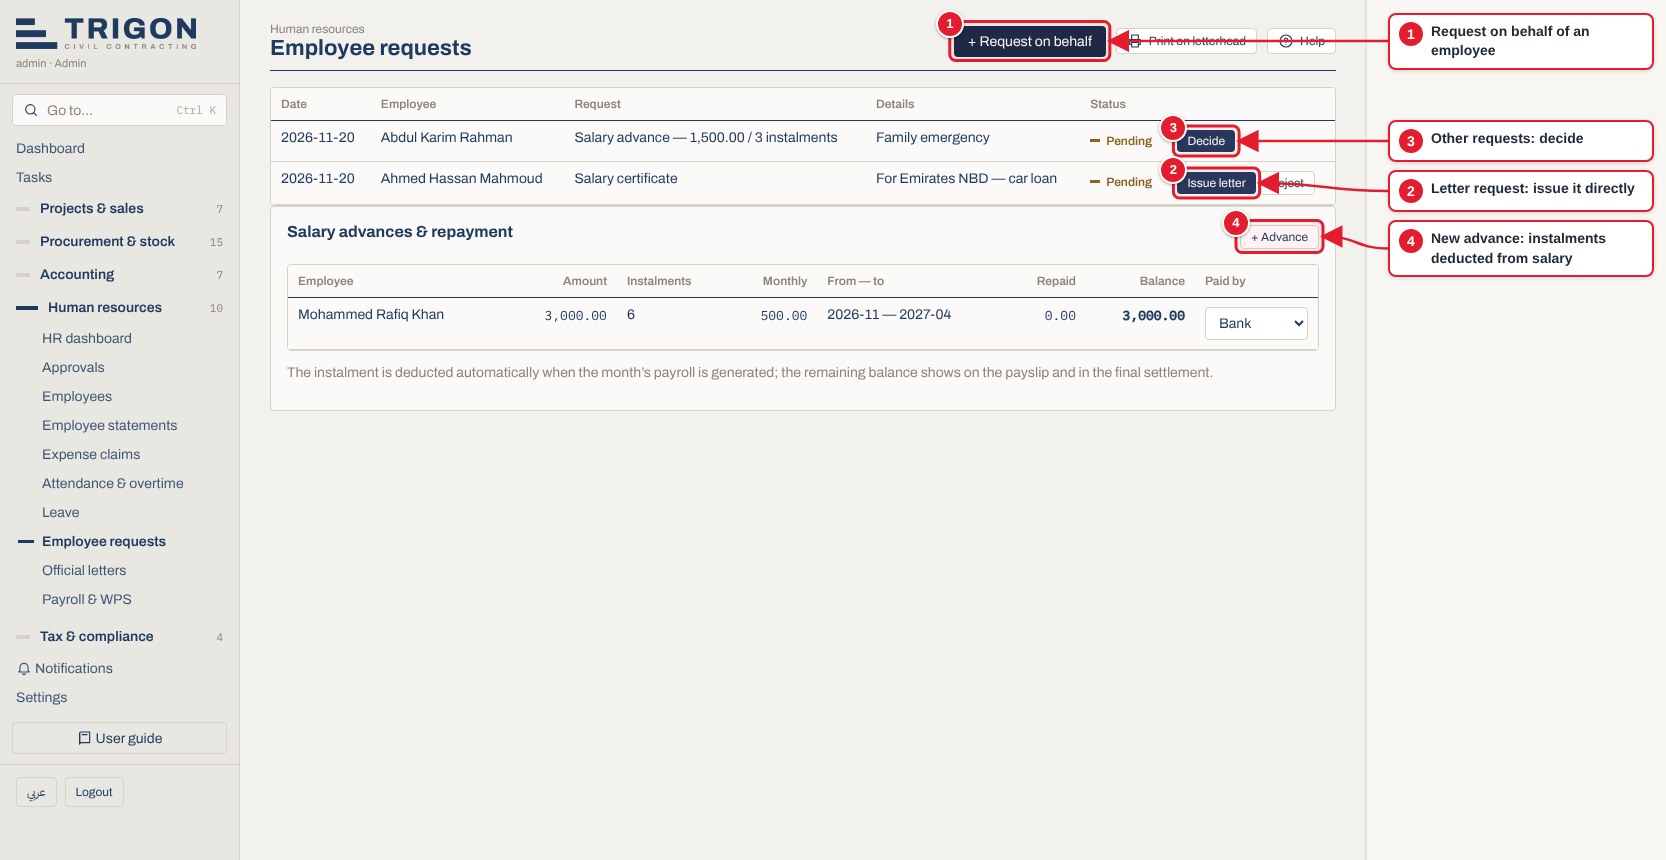 TRIGON
CIVIL CONTRACTING
admin · Admin
Go to... Ctrl K
Dashboard
Tasks
Projects & sales 7
Procurement & stock 15
Accounting 7
Human resources 10
HR dashboard
Approvals
Employees
Employee statements
Expense claims
Attendance & overtime
Leave
Employee requests
Official letters
Payroll & WPS
Tax & compliance 4
Notifications
Settings
User guide
عربي Logout
Human resources
Employee requests
1 + Request on behalf Print on letterhead Help
Date Employee Request Details Status
2026-11-20 Abdul Karim Rahman Salary advance — 1,500.00 / 3 instalments Family emergency Pending 3 Decide
2026-11-20 Ahmed Hassan Mahmoud Salary certificate For Emirates NBD — car loan Pending 2 Issue letter
Salary advances & repayment 4 + Advance
Employee Amount Instalments Monthly From — to Repaid Balance Paid by
Mohammed Rafiq Khan 3,000.00 6 500.00 2026-11 — 2027-04 0.00 3,000.00 Bank
The instalment is deducted automatically when the month's payroll is generated; the remaining balance shows on the payslip and in the final settlement.
1 Request on behalf of an
employee
3 Other requests: decide
2 Letter request: issue it directly
4 New advance: instalments
deducted from salary